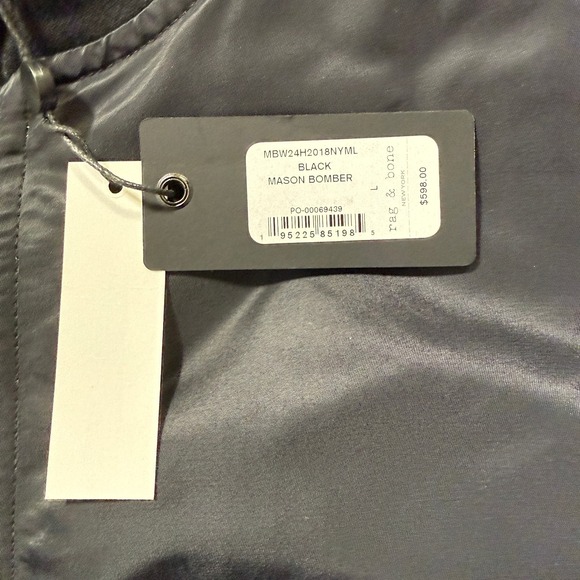 MBW24H2018NYML
BLACK
MASON BOMBER
L
PO-00069439
1 95225 85198 5
rag & bone
NEW YORK
$598.00